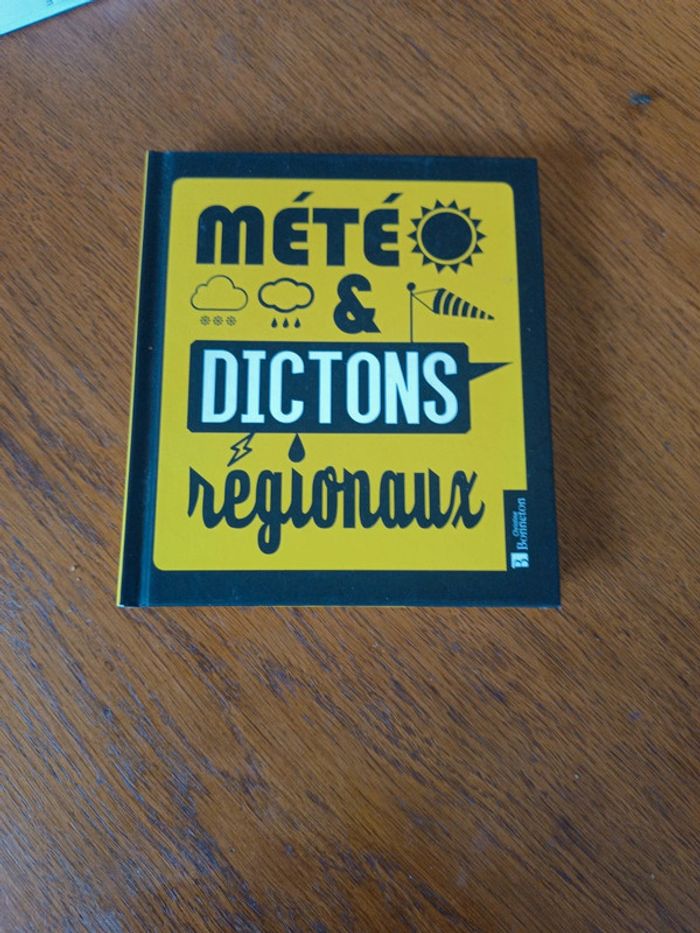 MÉTÉO
&
DICTONS
régionaux
Christine
Bonneton
B